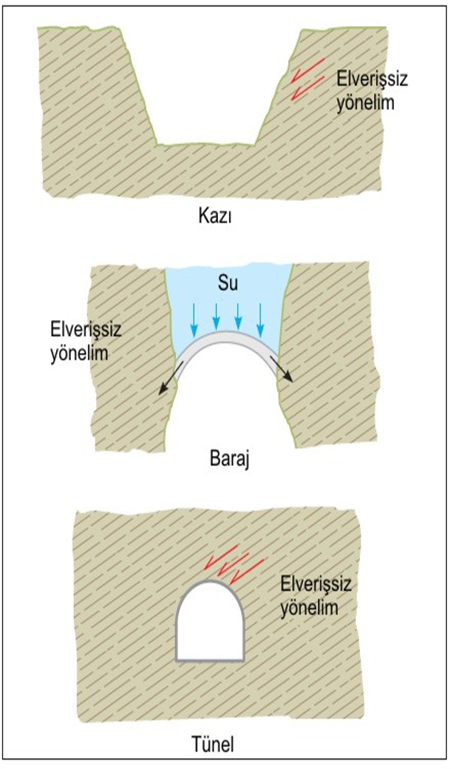 Elverişsiz
yönelim
Kazı
Su
Elverişsiz
yönelim
Baraj
Elverişsiz
yönelim
Tünel